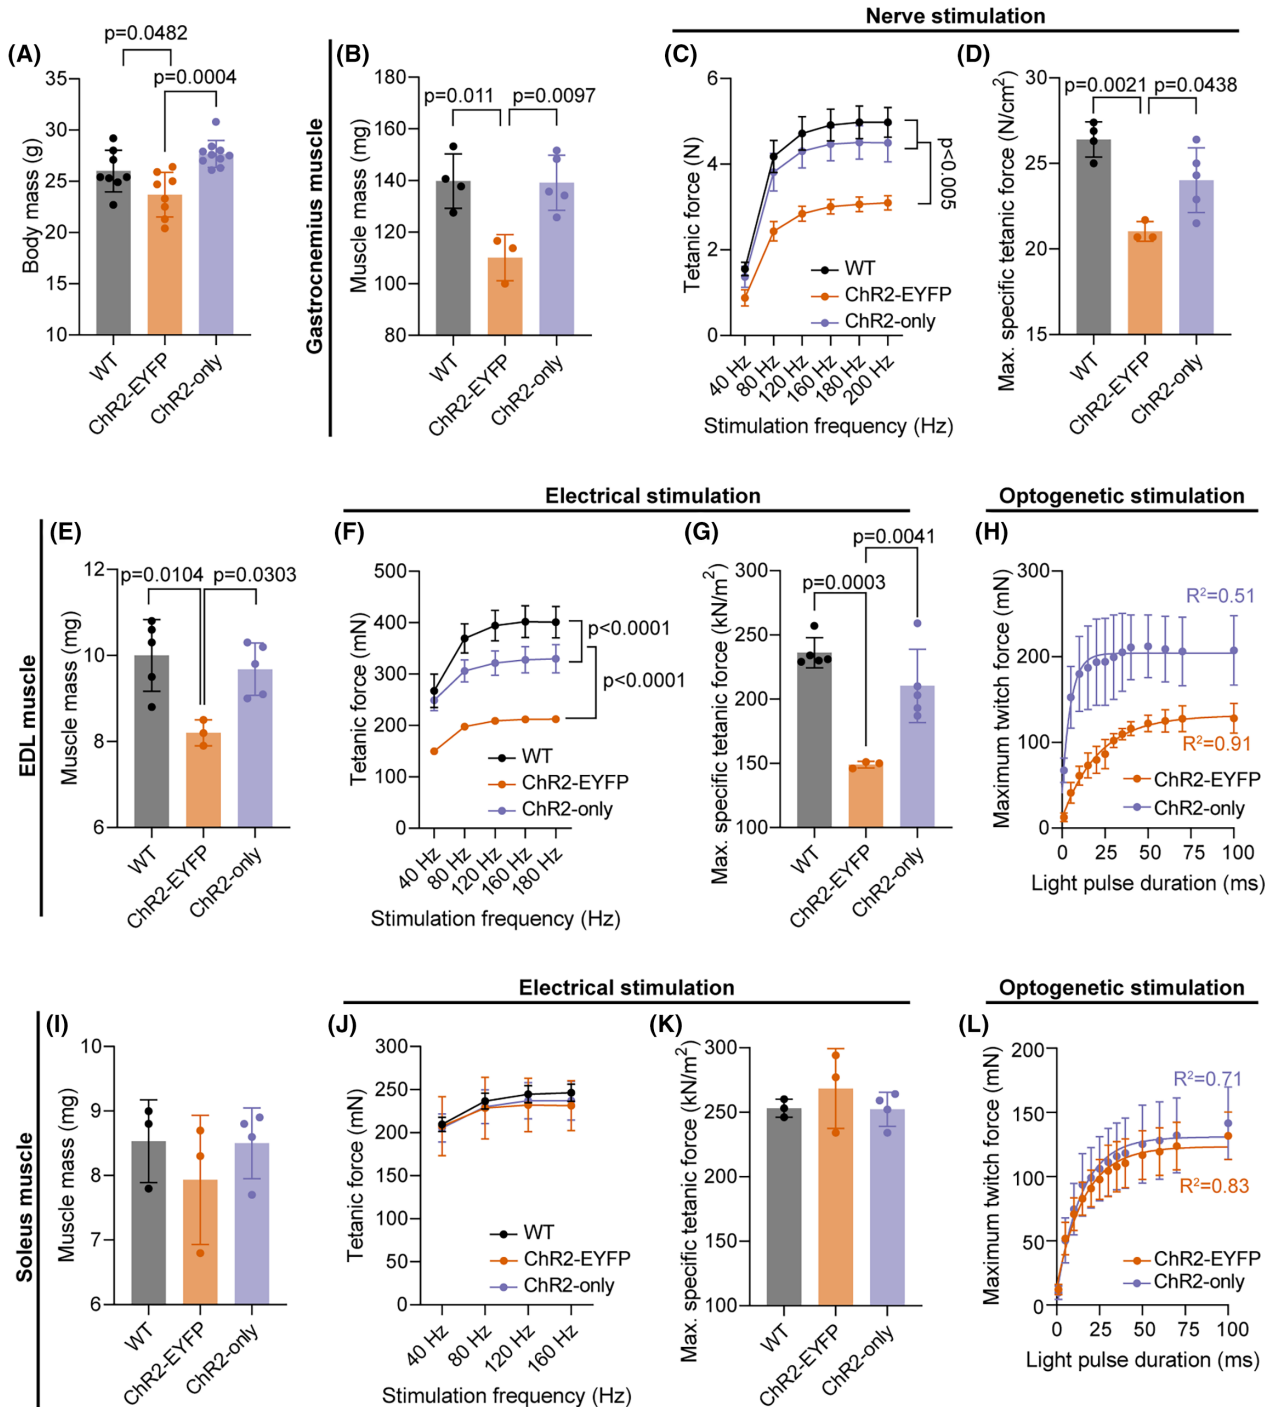 Nerve stimulation
(A)
p=0.0482
p=0.0004
Body mass (g)
35
30
25
20
15
10
WT
ChR2-EYFP
ChR2-only
Gastrocnemius muscle
(B)
p=0.011
p=0.0097
Muscle mass (mg)
180
160
140
120
100
80
WT
ChR2-EYFP
ChR2-only
(C)
Tetanic force (N)
6
4
2
0
p<0.005
WT
ChR2-EYFP
ChR2-only
40 Hz
80 Hz
120 Hz
160 Hz
180 Hz
200 Hz
Stimulation frequency (Hz)
(D)
p=0.0021
p=0.0438
Max. specific tetanic force (N/cm²)
30
25
20
15
WT
ChR2-EYFP
ChR2-only
Electrical stimulation
Optogenetic stimulation
EDL muscle
(E)
p=0.0104
p=0.0303
Muscle mass (mg)
12
10
8
6
WT
ChR2-EYFP
ChR2-only
(F)
Tetanic force (mN)
500
400
300
200
100
0
p<0.0001
p<0.0001
WT
ChR2-EYFP
ChR2-only
40 Hz
80 Hz
120 Hz
160 Hz
180 Hz
Stimulation frequency (Hz)
(G)
p=0.0041
p=0.0003
Max. specific tetanic force (kN/m²)
300
250
200
150
100
WT
ChR2-EYFP
ChR2-only
(H)
Maximum twitch force (mN)
300
200
100
0
R²=0.51
R²=0.91
ChR2-EYFP
ChR2-only
0
25
50
75
100
Light pulse duration (ms)
Electrical stimulation
Optogenetic stimulation
Soleus muscle
(I)
Muscle mass (mg)
10
9
8
7
6
WT
ChR2-EYFP
ChR2-only
(J)
Tetanic force (mN)
300
250
200
150
100
50
0
WT
ChR2-EYFP
ChR2-only
40 Hz
80 Hz
120 Hz
160 Hz
Stimulation frequency (Hz)
(K)
Max. specific tetanic force (kN/m²)
300
250
200
150
100
WT
ChR2-EYFP
ChR2-only
(L)
Maximum twitch force (mN)
200
150
100
50
0
R²=0.71
R²=0.83
ChR2-EYFP
ChR2-only
0
25
50
75
100
Light pulse duration (ms)